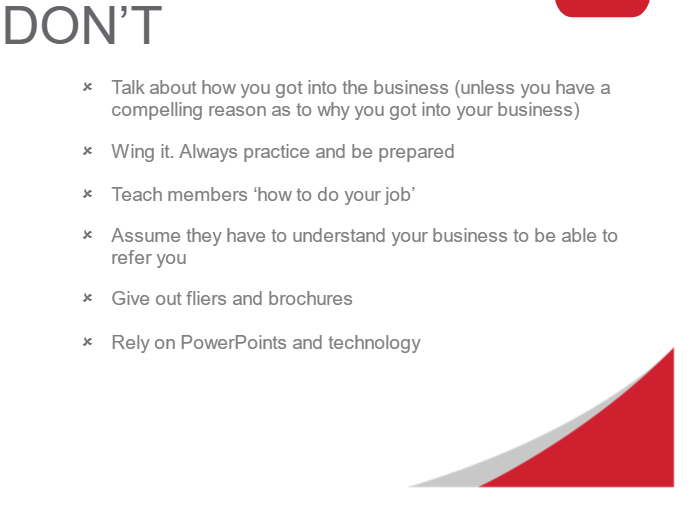 DON’T
Talk about how you got into the business (unless you have a
compelling reason as to why you got into your business)
Wing it. Always practice and be prepared
Teach members ‘how to do your job’
Assume they have to understand your business to be able to
refer you
Give out fliers and brochures
Rely on PowerPoints and technology